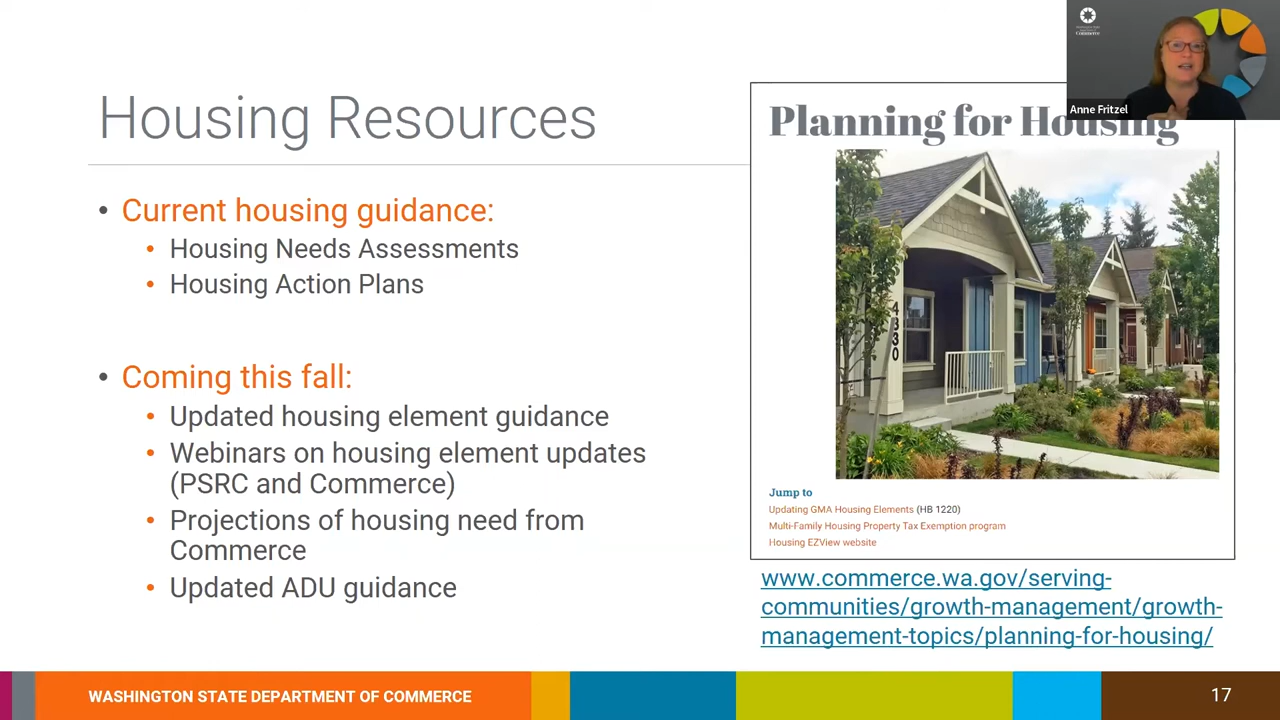 Housing Resources
• Current housing guidance:
• Housing Needs Assessments
• Housing Action Plans
• Coming this fall:
• Updated housing element guidance
• Webinars on housing element updates
(PSRC and Commerce)
• Projections of housing need from
Commerce
• Updated ADU guidance
Commerce
Anne Fritzel
Planning for Housing
4330
Jump to
Updating GMA Housing Elements (HB 1220)
Multi-Family Housing Property Tax Exemption program
Housing EZView website
www.commerce.wa.gov/serving-
communities/growth-management/growth-
management-topics/planning-for-housing/
WASHINGTON STATE DEPARTMENT OF COMMERCE
17